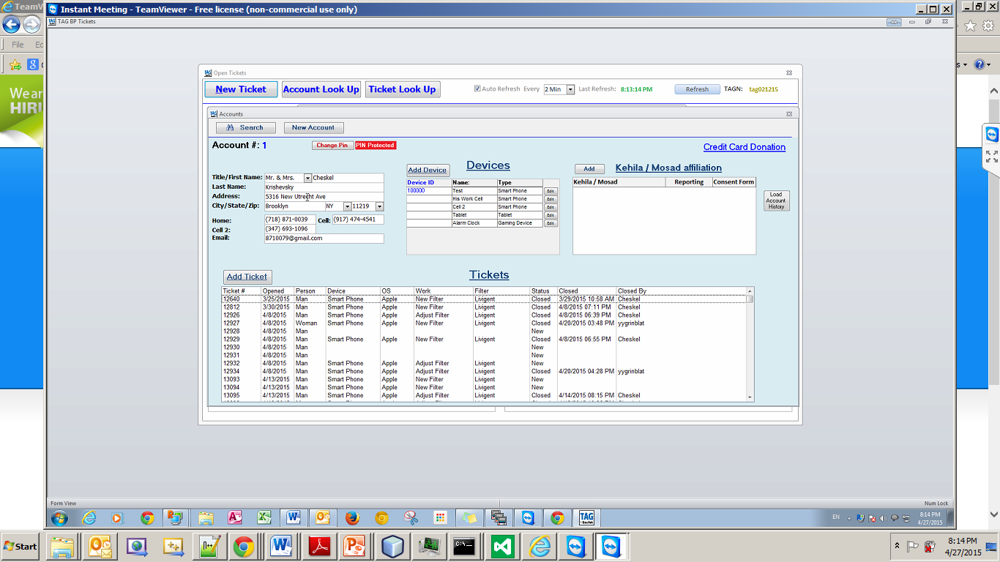 TeamV
Instant Meeting - TeamViewer - Free license (non-commercial use only)
TAG BP Tickets
File
We ar
HIRI
Open Tickets
New Ticket Account Look Up Ticket Look Up Auto Refresh Every 2 Min Last Refresh: 8:13:14 PM Refresh TAGN: tag021215
Accounts
Search New Account
Account #: 1 Change Pin PIN Protected Credit Card Donation
Add Device Devices Add Kehila / Mosad affiliation
Title/First Name: Mr. & Mrs. Cheskel
Last Name: Krishevsky
Address: 5316 New Utrecht Ave
City/State/Zip: Brooklyn NY 11219
Home: (718) 871-0039 Cell: (917) 474-4541
Cell 2: (347) 693-1096
Email: 8710079@gmail.com
Device ID Name: Type
100000 Test Smart Phone Edit
His Work Cell Smart Phone Edit
Cell 2 Smart Phone Edit
Tablet Tablet Edit
Alarm Clock Gaming Device Edit
Kehila / Mosad Reporting Consent Form
Load
Account
History
Add Ticket Tickets
Ticket # Opened Person Device OS Work Filter Status Closed Closed By
12640 3/25/2015 Man Smart Phone Apple New Filter Livigent Closed 3/29/2015 10:58 AM Cheskel
12812 3/30/2015 Man Smart Phone Apple New Filter Livigent Closed 4/8/2015 07:11 PM Cheskel
12926 4/8/2015 Man Smart Phone Apple Adjust Filter Livigent Closed 4/8/2015 06:39 PM Cheskel
12927 4/8/2015 Woman Smart Phone Apple New Filter Livigent Closed 4/20/2015 03:48 PM yygrinblat
12928 4/8/2015 Man New
12929 4/8/2015 Man Smart Phone Apple New Filter Livigent Closed 4/8/2015 06:55 PM Cheskel
12930 4/8/2015 Man New
12931 4/8/2015 Man New
12932 4/8/2015 Man Smart Phone Apple Adjust Filter Livigent New
12934 4/8/2015 Man Smart Phone Apple Adjust Filter Livigent Closed 4/20/2015 04:28 PM yygrinblat
13093 4/13/2015 Man Smart Phone Apple New Filter Livigent New
13094 4/13/2015 Man Smart Phone Apple New Filter Livigent New
13095 4/13/2015 Man Smart Phone Apple Adjust Filter Livigent Closed 4/14/2015 08:15 PM Cheskel
Form View Num Lock
TAG EN 8:14 PM
4/27/2015
Start 8:14 PM
4/27/2015